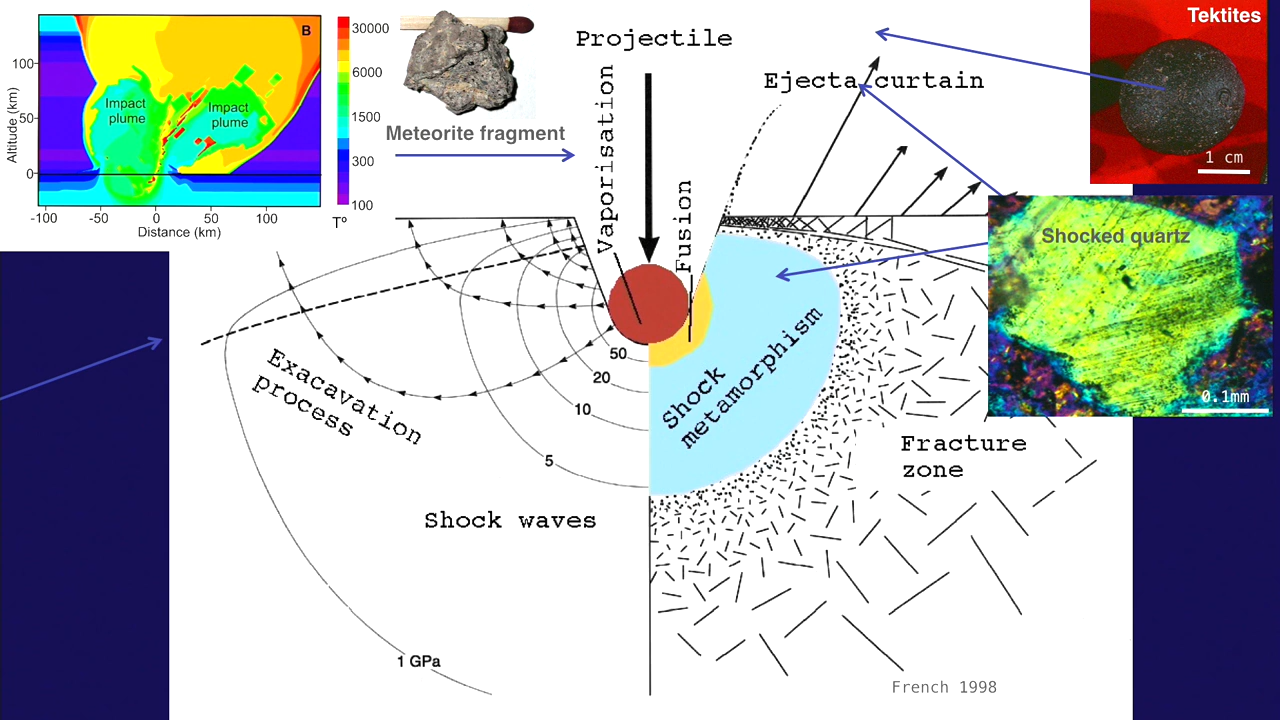 B
Impact
plume
Impact
plume
Altitude (km)
100
50
0
-100
-50
0
50
100
Distance (km)
30000
6000
1500
300
100
T°
Meteorite fragment
Projectile
Vaporisation
Fusion
Ejecta curtain
Tektites
1 cm
Shocked quartz
0.1mm
Exacavation
process
50
20
10
5
1 GPa
Shock
metamorphism
Shock waves
Fracture
zone
French 1998